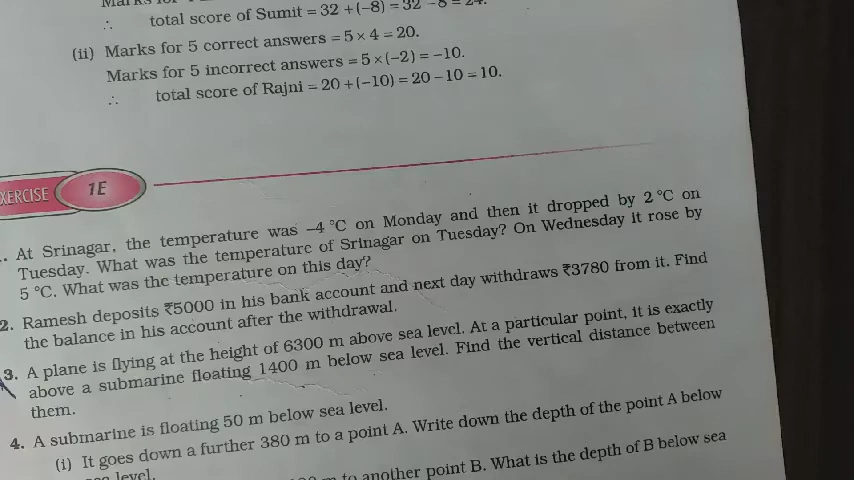 ∴ total score of Sumit = 32 + (−8) = 32 − 8 = 24.
(ii) Marks for 5 correct answers = 5 × 4 = 20.
Marks for 5 incorrect answers = 5 × (−2) = −10.
∴ total score of Rajni = 20 + (−10) = 20 − 10 = 10.
XERCISE 1E
. At Srinagar, the temperature was −4 °C on Monday and then it dropped by 2 °C on
Tuesday. What was the temperature of Srinagar on Tuesday? On Wednesday it rose by
5 °C. What was the temperature on this day?
2. Ramesh deposits ₹5000 in his bank account and next day withdraws ₹3780 from it. Find
the balance in his account after the withdrawal.
3. A plane is flying at the height of 6300 m above sea level. At a particular point, it is exactly
above a submarine floating 1400 m below sea level. Find the vertical distance between
them.
4. A submarine is floating 50 m below sea level.
(i) It goes down a further 380 m to a point A. Write down the depth of the point A below
level.
m to another point B. What is the depth of B below sea